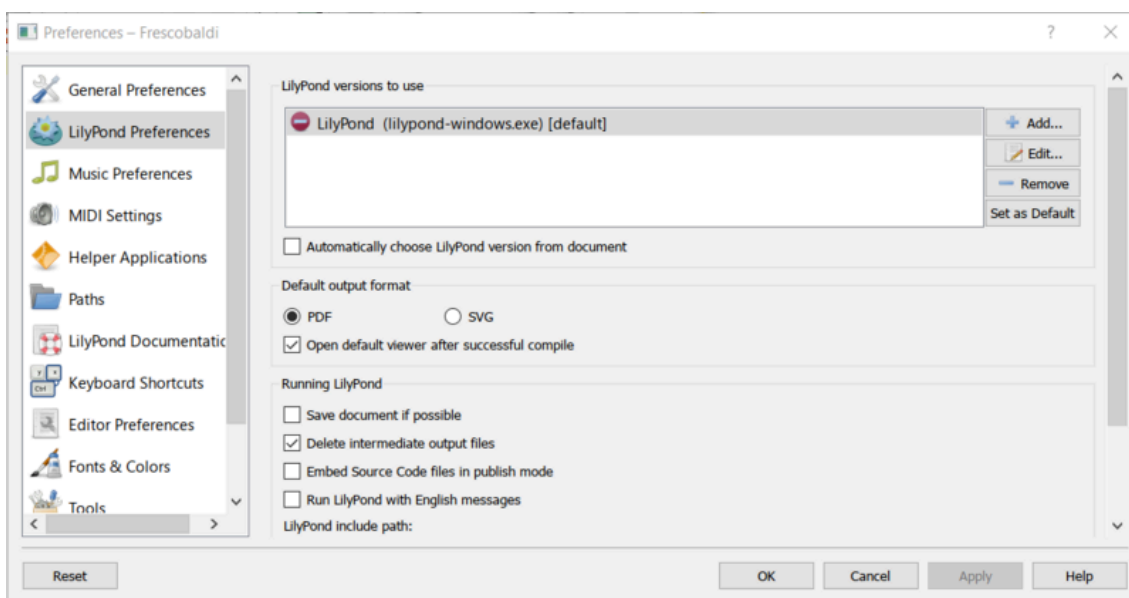 Preferences – Frescobaldi
?
General Preferences
LilyPond Preferences
Music Preferences
MIDI Settings
Helper Applications
Paths
LilyPond Documentatic
Keyboard Shortcuts
Editor Preferences
Fonts & Colors
Tools
LilyPond versions to use
LilyPond (lilypond-windows.exe) [default]
Add...
Edit...
Remove
Set as Default
Automatically choose LilyPond version from document
Default output format
PDF
SVG
Open default viewer after successful compile
Running LilyPond
Save document if possible
Delete intermediate output files
Embed Source Code files in publish mode
Run LilyPond with English messages
LilyPond include path:
Reset
OK
Cancel
Apply
Help